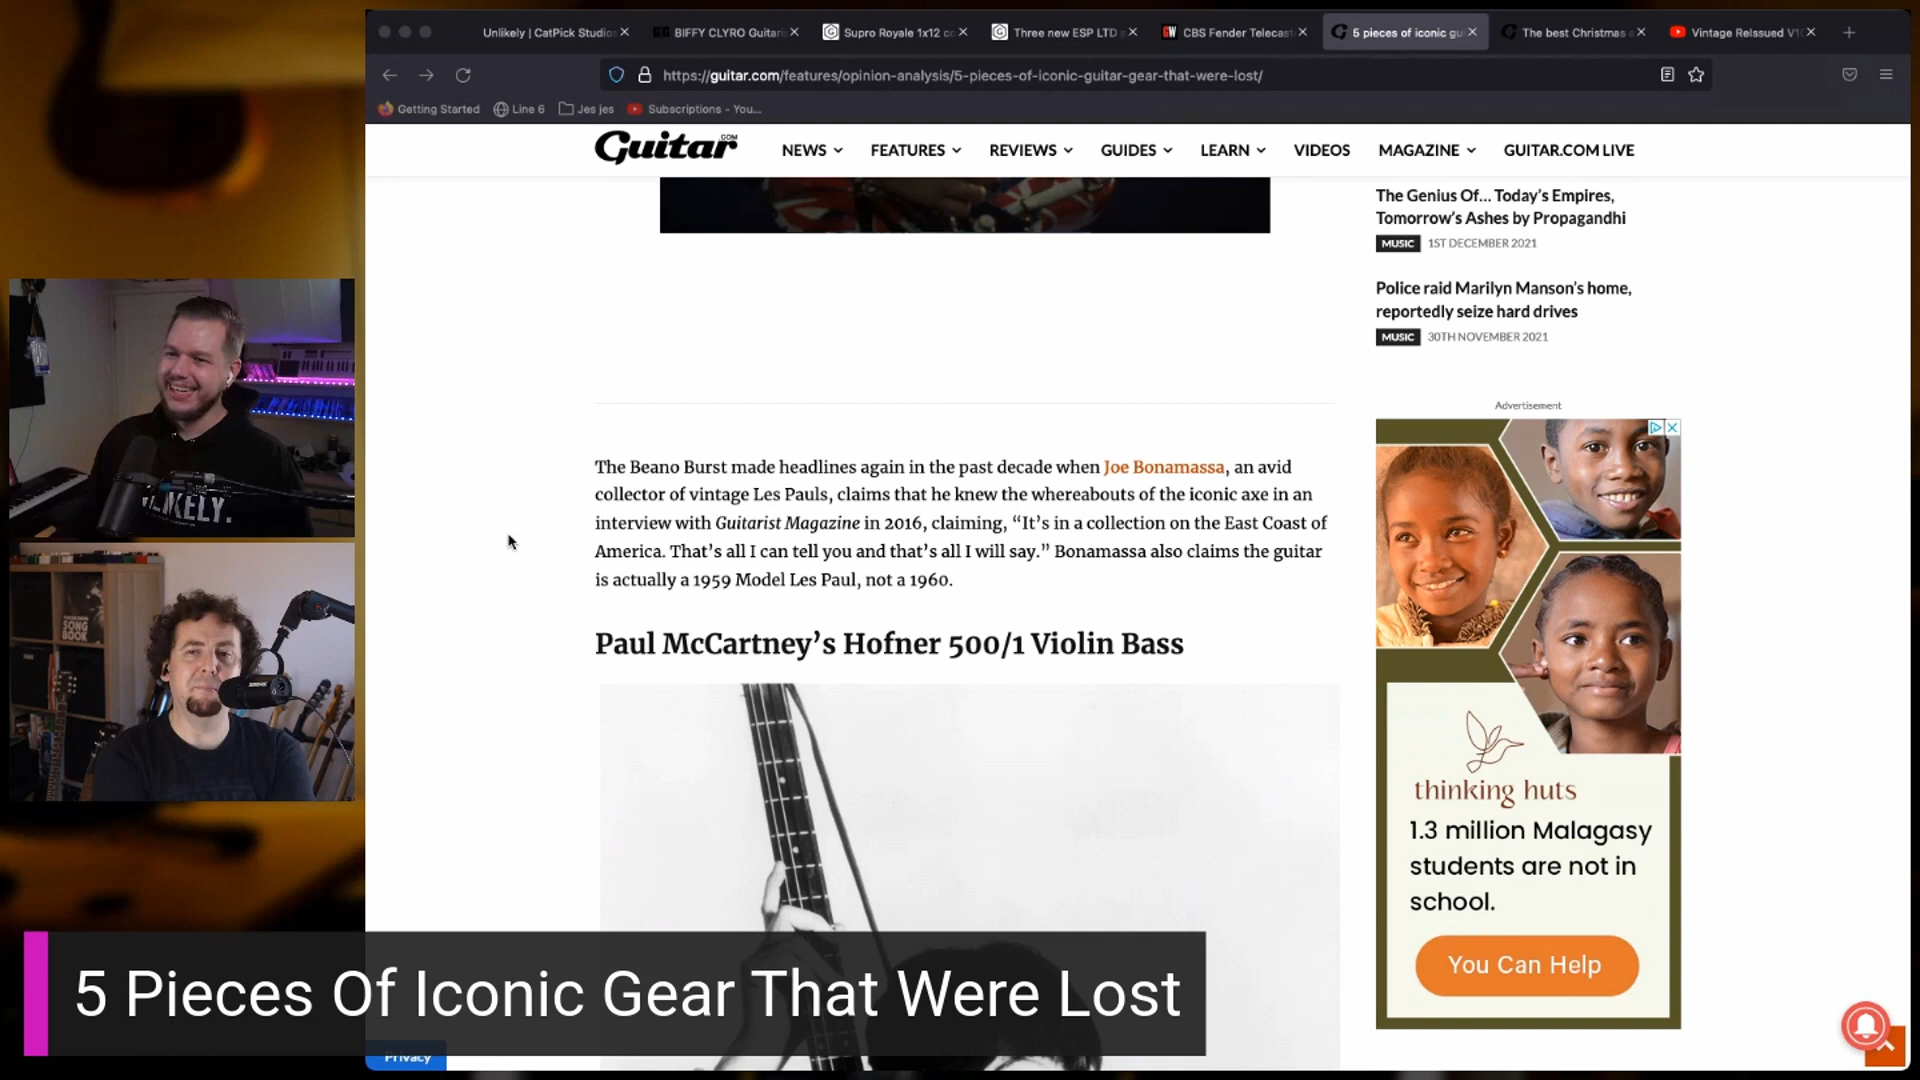 Unlikely | CatPick Studio
BIFFY CLYRO Guitari
Supro Royale 1x12 co
Three new ESP LTD s
CBS Fender Telecast
5 pieces of iconic gu
The best Christmas
Vintage ReIssued V1
https://guitar.com/features/opinion-analysis/5-pieces-of-iconic-guitar-gear-that-were-lost/
Getting Started
Line 6
Jes jes
Subscriptions - You...
Guitar.COM
NEWS
FEATURES
REVIEWS
GUIDES
LEARN
VIDEOS
MAGAZINE
GUITAR.COM LIVE
The Genius Of... Today's Empires,
Tomorrow's Ashes by Propagandhi
MUSIC 1ST DECEMBER 2021
Police raid Marilyn Manson's home,
reportedly seize hard drives
MUSIC 30TH NOVEMBER 2021
Advertisement
The Beano Burst made headlines again in the past decade when Joe Bonamassa, an avid
collector of vintage Les Pauls, claims that he knew the whereabouts of the iconic axe in an
interview with Guitarist Magazine in 2016, claiming, “It’s in a collection on the East Coast of
America. That’s all I can tell you and that’s all I will say.” Bonamassa also claims the guitar
is actually a 1959 Model Les Paul, not a 1960.
Paul McCartney’s Hofner 500/1 Violin Bass
thinking huts
1.3 million Malagasy
students are not in
school.
You Can Help
SONG
BOOK
5 Pieces Of Iconic Gear That Were Lost
Privacy